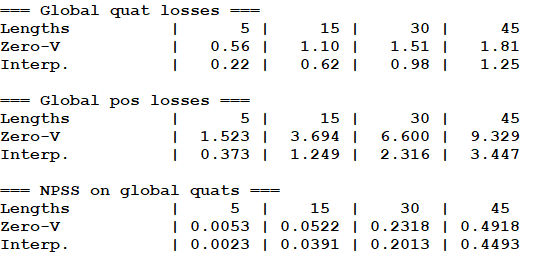 === Global quat losses ===
Lengths | 5 | 15 | 30 | 45
Zero-V | 0.56 | 1.10 | 1.51 | 1.81
Interp. | 0.22 | 0.62 | 0.98 | 1.25
=== Global pos losses ===
Lengths | 5 | 15 | 30 | 45
Zero-V | 1.523 | 3.694 | 6.600 | 9.329
Interp. | 0.373 | 1.249 | 2.316 | 3.447
=== NPSS on global quats ===
Lengths | 5 | 15 | 30 | 45
Zero-V | 0.0053 | 0.0522 | 0.2318 | 0.4918
Interp. | 0.0023 | 0.0391 | 0.2013 | 0.4493